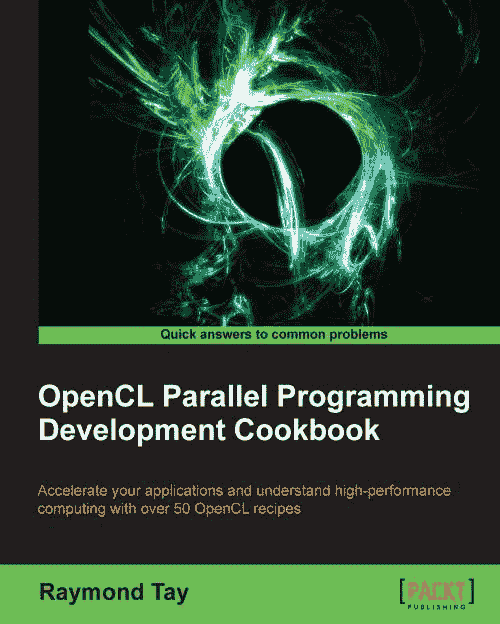 Quick answers to common problems
OpenCL Parallel Programming
Development Cookbook
Accelerate your applications and understand high-performance
computing with over 50 OpenCL recipes
Raymond Tay
[PACKT]
PUBLISHING